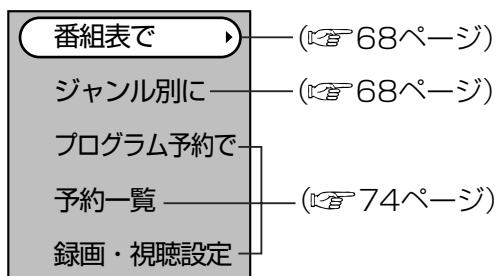 番組表で (☞68ページ)
ジャンル別に (☞68ページ)
プログラム予約で
予約一覧 (☞74ページ)
録画・視聴設定